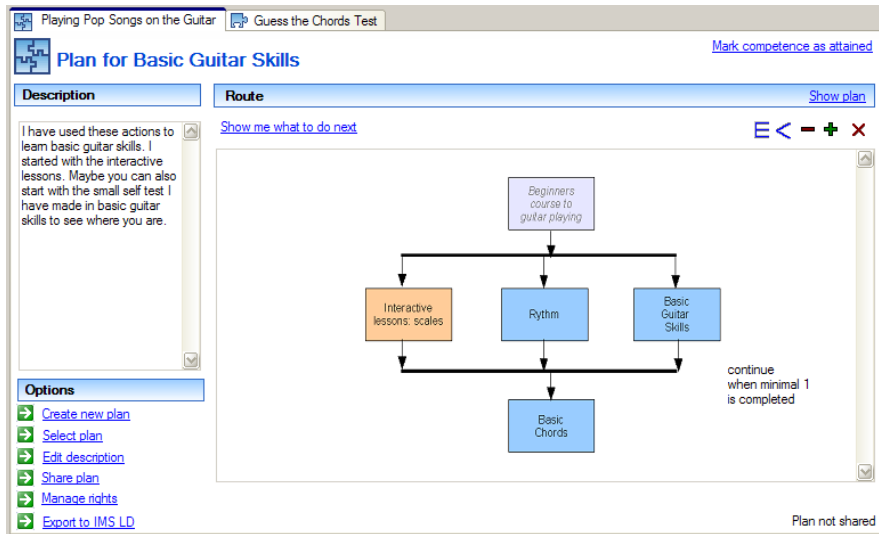 Playing Pop Songs on the Guitar
Guess the Chords Test
Plan for Basic Guitar Skills
Mark competence as attained
Description
Route
Show plan
I have used these actions to
learn basic guitar skills. I
started with the interactive
lessons. Maybe you can also
start with the small self test I
have made in basic guitar
skills to see where you are.
Show me what to do next
Beginners
course to
guitar playing
Interactive
lessons: scales
Rythm
Basic
Guitar
Skills
continue
when minimal 1
is completed
Basic
Chords
Options
Create new plan
Select plan
Edit description
Share plan
Manage rights
Export to IMS LD
Plan not shared